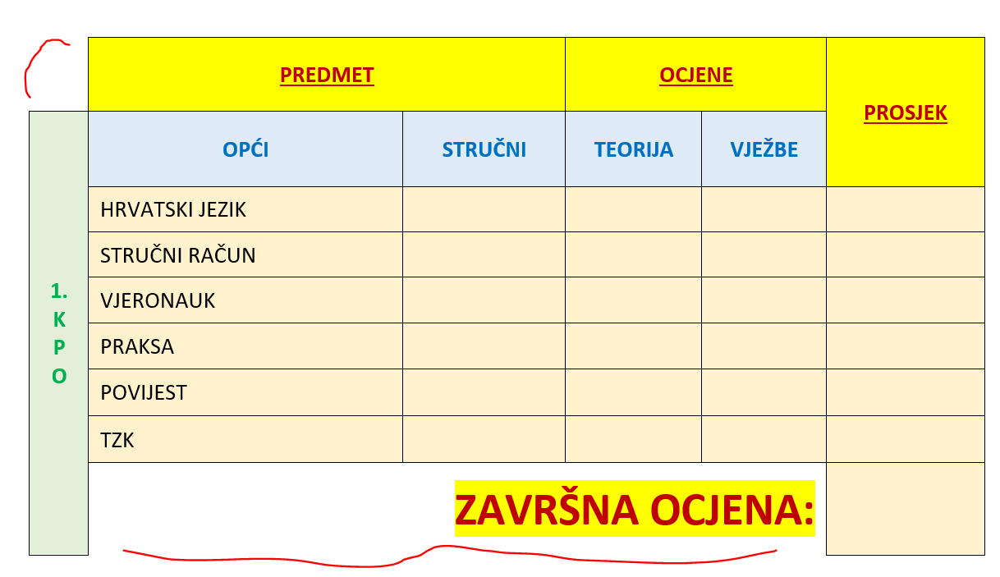 PREDMET OCJENE
PROSJEK
OPĆI STRUČNI TEORIJA VJEŽBE
HRVATSKI JEZIK
STRUČNI RAČUN
VJERONAUK
PRAKSA
POVIJEST
TZK
1.
K
P
O
ZAVRŠNA OCJENA: